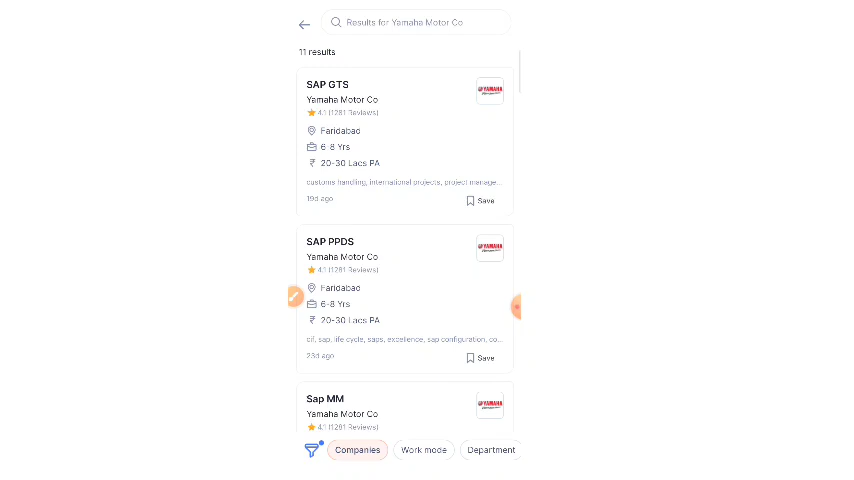 Results for Yamaha Motor Co
11 results
SAP GTS
YAMAHA
Yamaha Motor Co
4.1 (1281 Reviews)
Faridabad
6-8 Yrs
₹ 20-30 Lacs PA
customs handling, international projects, project manage...
19d ago
Save
SAP PPDS
YAMAHA
Yamaha Motor Co
4.1 (1281 Reviews)
Faridabad
6-8 Yrs
₹ 20-30 Lacs PA
cif, sap, life cycle, saps, excellence, sap configuration, co...
23d ago
Save
Sap MM
YAMAHA
Yamaha Motor Co
4.1 (1281 Reviews)
Companies
Work mode
Department